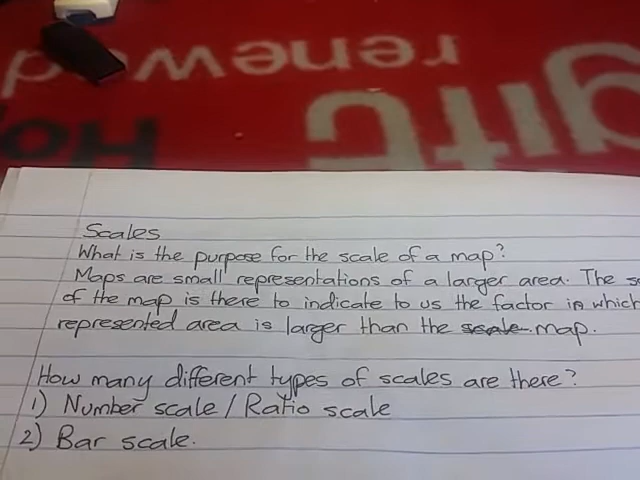 renewed
gift
Ho
Scales
What is the purpose for the scale of a map?
Maps are small representations of a larger area. The
of the map is there to indicate to us the factor in which
represented area is larger than the scale map.
How many different types of scales are there?
1) Number scale / Ratio scale
2) Bar scale.